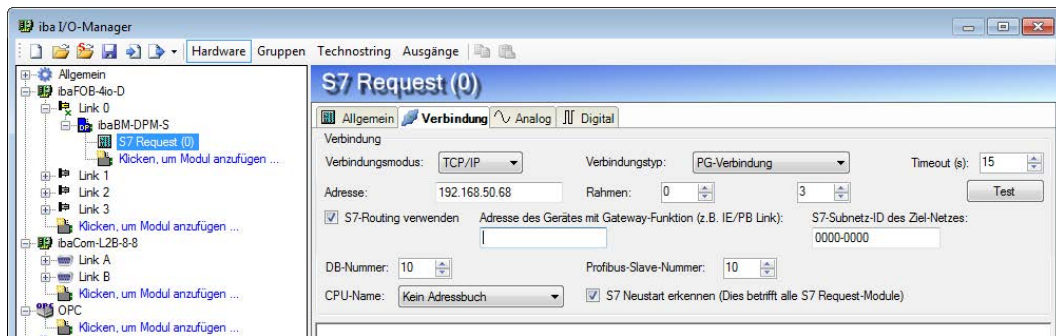 iba I/O-Manager
Hardware Gruppen Technostring Ausgänge
Allgemein
ibaFOB-4io-D
Link 0
ibaBM-DPM-S
S7 Request (0)
Klicken, um Modul anzufügen ...
Link 1
Link 2
Link 3
Klicken, um Modul anzufügen ...
ibaCom-L2B-8-8
Link A
Link B
Klicken, um Modul anzufügen ...
OPC
Klicken, um Modul anzufügen ...
S7 Request (0)
Allgemein Verbindung Analog Digital
Verbindung
Verbindungsmodus: TCP/IP Verbindungstyp: PG-Verbindung Timeout (s): 15
Adresse: 192.168.50.68 Rahmen: 0 3 Test
S7-Routing verwenden Adresse des Gerätes mit Gateway-Funktion (z.B. IE/PB Link): S7-Subnetz-ID des Ziel-Netzes:
0000-0000
DB-Nummer: 10 Profibus-Slave-Nummer: 10
CPU-Name: Kein Adressbuch S7 Neustart erkennen (Dies betrifft alle S7 Request-Module)